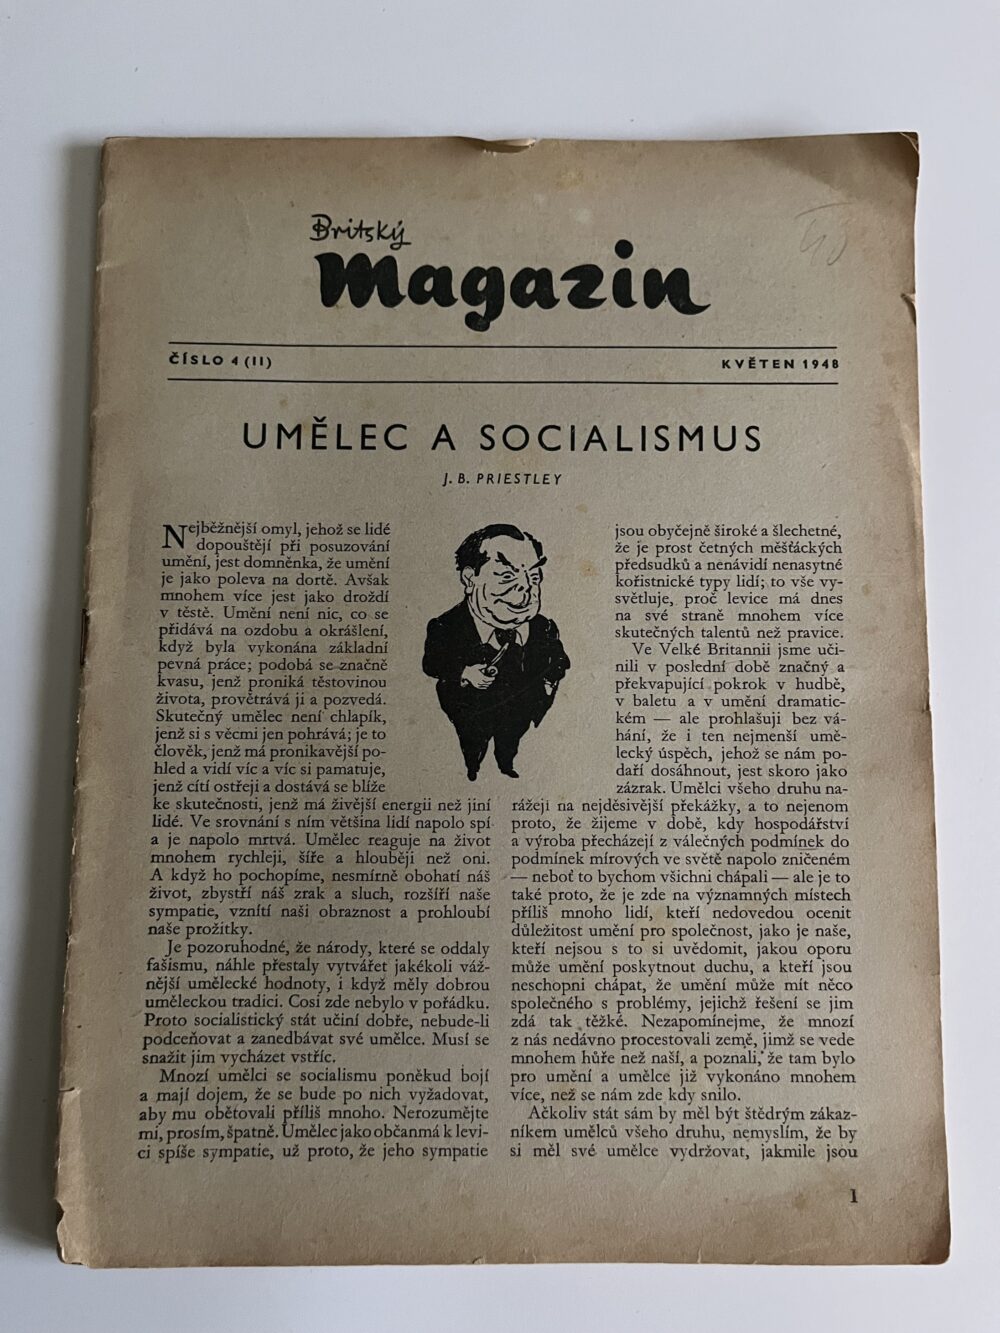 Britský
Magazin
ČÍSLO 4 (II)
KVĚTEN 1948
UMĚLEC A SOCIALISMUS
J. B. PRIESTLEY
Nejběžnější omyl, jehož se lidé
dopouštějí při posuzování
umění, jest domněnka, že umění
je jako poleva na dortě. Avšak
mnohem více jest jako droždí
v těstě. Umění není nic, co se
přidává na ozdobu a okrášlení,
když byla vykonána základní
pevná práce; podobá se značně
kvasu, jenž proniká těstovinou
života, provětrává ji a pozvedá.
Skutečný umělec není chlapík,
jenž si s věcmi jen pohrává; je to
člověk, jenž má pronikavější po-
hled a vidí víc a víc si pamatuje,
jenž cítí ostřeji a dostává se blíže
ke skutečnosti, jenž má živější energii než jiní
lidé. Ve srovnání s ním většina lidí napolo spí
a je napolo mrtvá. Umělec reaguje na život
mnohem rychleji, šíře a hlouběji než oni.
A když ho pochopíme, nesmírně obohatí náš
život, zbystří náš zrak a sluch, rozšíří naše
sympatie, vznítí naši obraznost a prohloubí
naše prožitky.
Je pozoruhodné, že národy, které se oddaly
fašismu, náhle přestaly vytvářet jakékoli váž-
nější umělecké hodnoty, i když měly dobrou
uměleckou tradici. Cosi zde nebylo v pořádku.
Proto socialistický stát učiní dobře, nebude-li
podceňovat a zanedbávat své umělce. Musí se
snažit jim vycházet vstříc.
Mnozí umělci se socialismu poněkud bojí
a mají dojem, že se bude po nich vyžadovat,
aby mu obětovali příliš mnoho. Nerozumějte
mi, prosím, špatně. Umělec jako občan má k levi-
ci spíše sympatie, už proto, že jeho sympatie
jsou obyčejně široké a šlechetné,
že je prost četných měšťáckých
předsudků a nenávidí nenasytné
kořistnické typy lidí; to vše vy-
světluje, proč levice má dnes
na své straně mnohem více
skutečných talentů než pravice.
Ve Velké Britannii jsme uči-
nili v poslední době značný a
překvapující pokrok v hudbě,
v baletu a v umění dramatic-
kém — ale prohlašuji bez vá-
hání, že i ten nejmenší umě-
lecký úspěch, jehož se nám po-
daří dosáhnout, jest skoro jako
zázrak. Umělci všeho druhu na-
rážejí na nejděsivější překážky, a to nejenom
proto, že žijeme v době, kdy hospodářství
a výroba přecházejí z válečných podmínek do
podmínek mírových ve světě napolo zničeném
— neboť to bychom všichni chápali — ale je to
také proto, že je zde na významných místech
příliš mnoho lidí, kteří nedovedou ocenit
důležitost umění pro společnost, jako je naše,
kteří nejsou s to si uvědomit, jakou oporu
může umění poskytnout duchu, a kteří jsou
neschopni chápat, že umění může mít něco
společného s problémy, jejichž řešení se jim
zdá tak těžké. Nezapomínejme, že mnozí
z nás nedávno procestovali země, jimž se vede
mnohem hůře než naší, a poznali, že tam bylo
pro umění a umělce již vykonáno mnohem
více, než se nám zde kdy snilo.
Ačkoliv stát sám by měl být štědrým zákaz-
níkem umělců všeho druhu, nemyslím, že by
si měl své umělce vydržovat, jakmile jsou
1